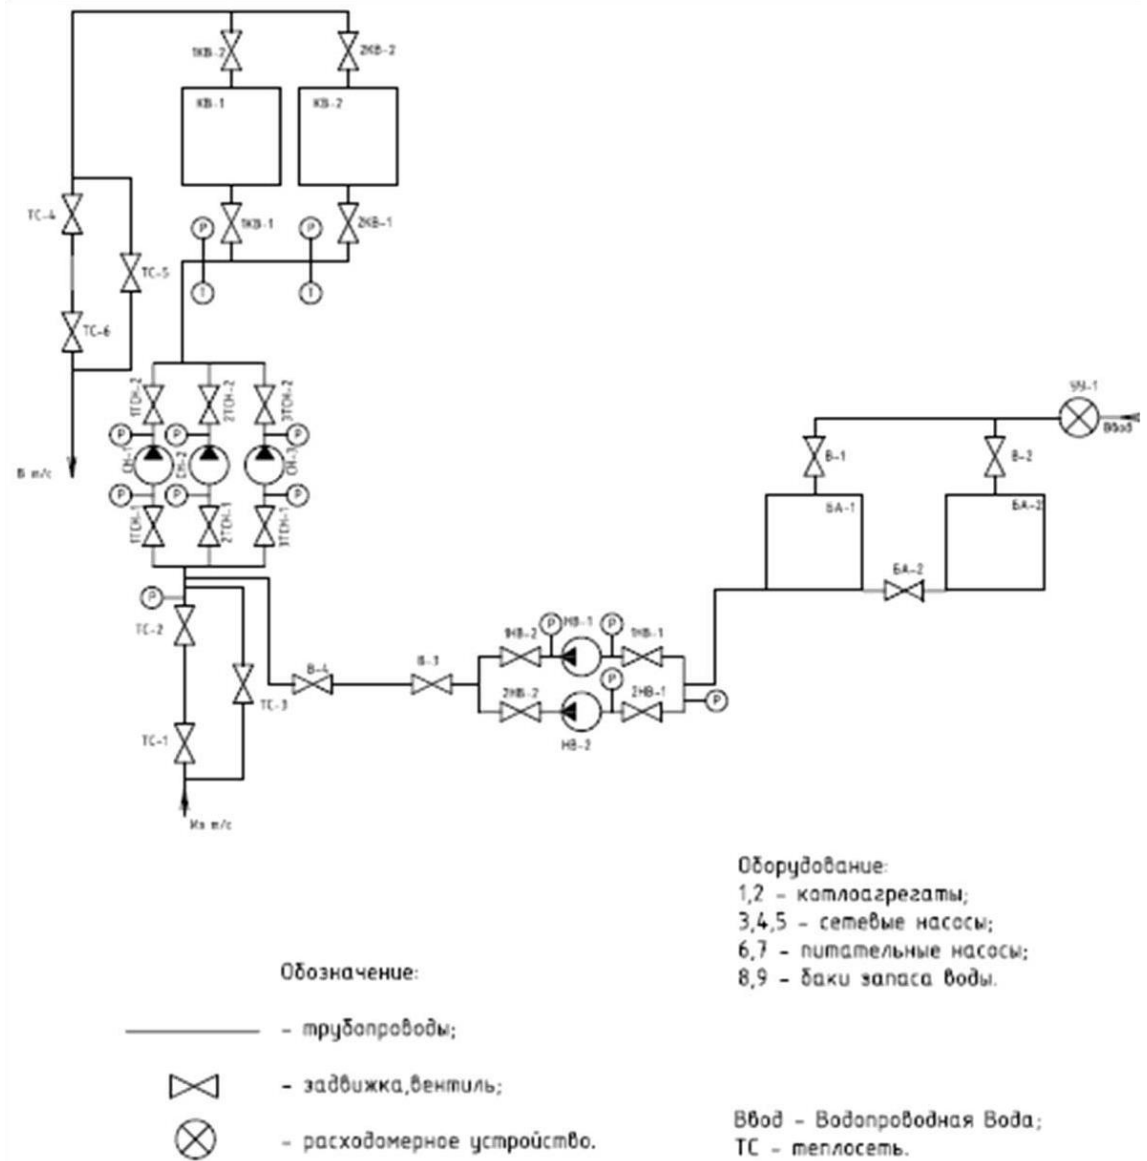 1КВ-2
2КВ-2
КВ-1
КВ-2
ТС-4
1КВ-1
2КВ-1
P
P
ТС-5
Т
Т
ТС-6
1ТСН-2
2ТСН-2
3ТСН-2
УУ-1
Ввод
P
P
P
В-1
В-2
СН-1
СН-2
СН-3
В т/с
P
P
P
БА-1
БА-2
1ТСН-1
2ТСН-1
3ТСН-1
БА-2
P
ТС-2
1НВ-2
P
НВ-1
P
1НВ-1
В-4
В-3
ТС-3
2НВ-2
P
2НВ-1
P
ТС-1
НВ-2
Из т/с
Оборудование:
1,2 - котлоагрегаты;
3,4,5 - сетевые насосы;
6,7 - питательные насосы;
8,9 - баки запаса воды.
Обозначение:
- трубопроводы;
- задвижка,вентиль;
- расходомерное устройство.
Ввод - Водопроводная Вода;
ТС - теплосеть.